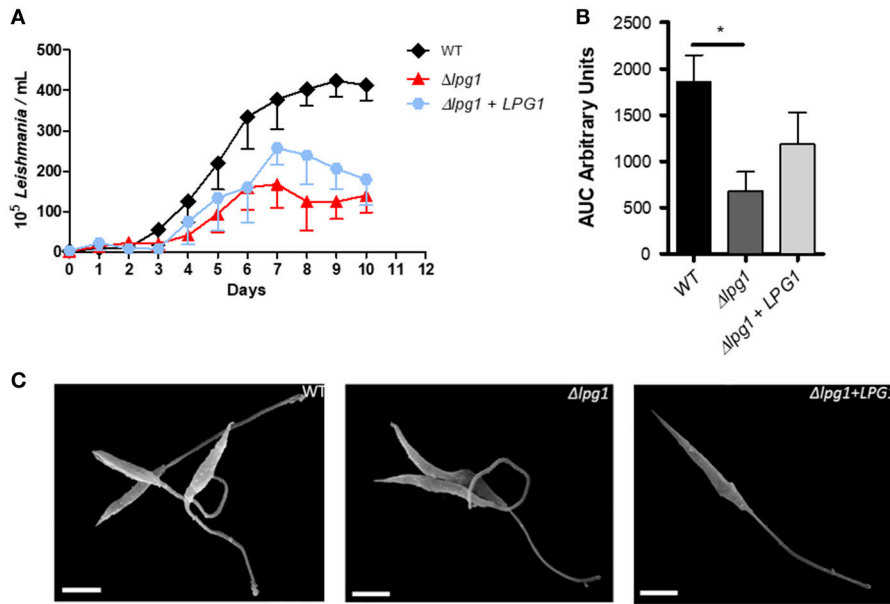 A
10⁵ Leishmania / mL
500
400
300
200
100
0
0 1 2 3 4 5 6 7 8 9 10 11 12
Days
WT
Δlpg1
Δlpg1 + LPG1
B
AUC Arbitrary Units
2500
2000
1500
1000
500
0
*
WT
Δlpg1
Δlpg1 + LPG1
C
WT
Δlpg1
Δlpg1+LPG1